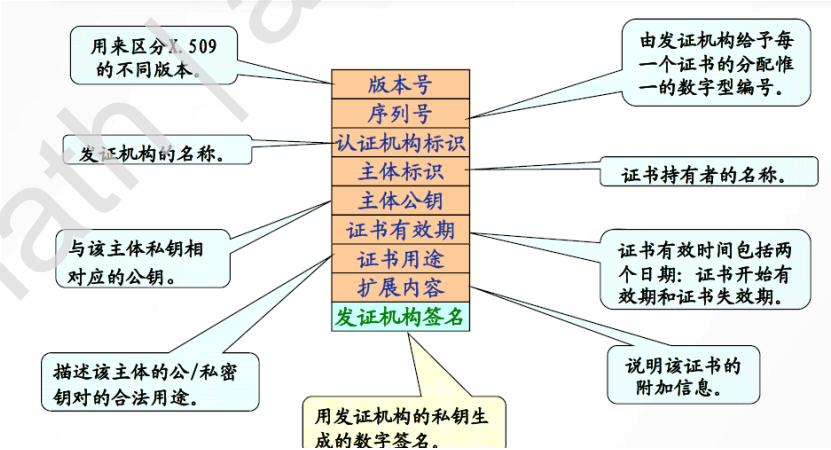 用来区分X.509
的不同版本。
由发证机构给予每
一个证书的分配惟
一的数字型编号。
版本号
序列号
认证机构标识
主体标识
主体公钥
证书有效期
证书用途
扩展内容
发证机构签名
发证机构的名称。
证书持有者的名称。
与该主体私钥相
对应的公钥。
证书有效时间包括两
个日期：证书开始有
效期和证书失效期。
描述该主体的公/私密
钥对的合法用途。
说明该证书的
附加信息。
用发证机构的私钥生
成的数字签名。